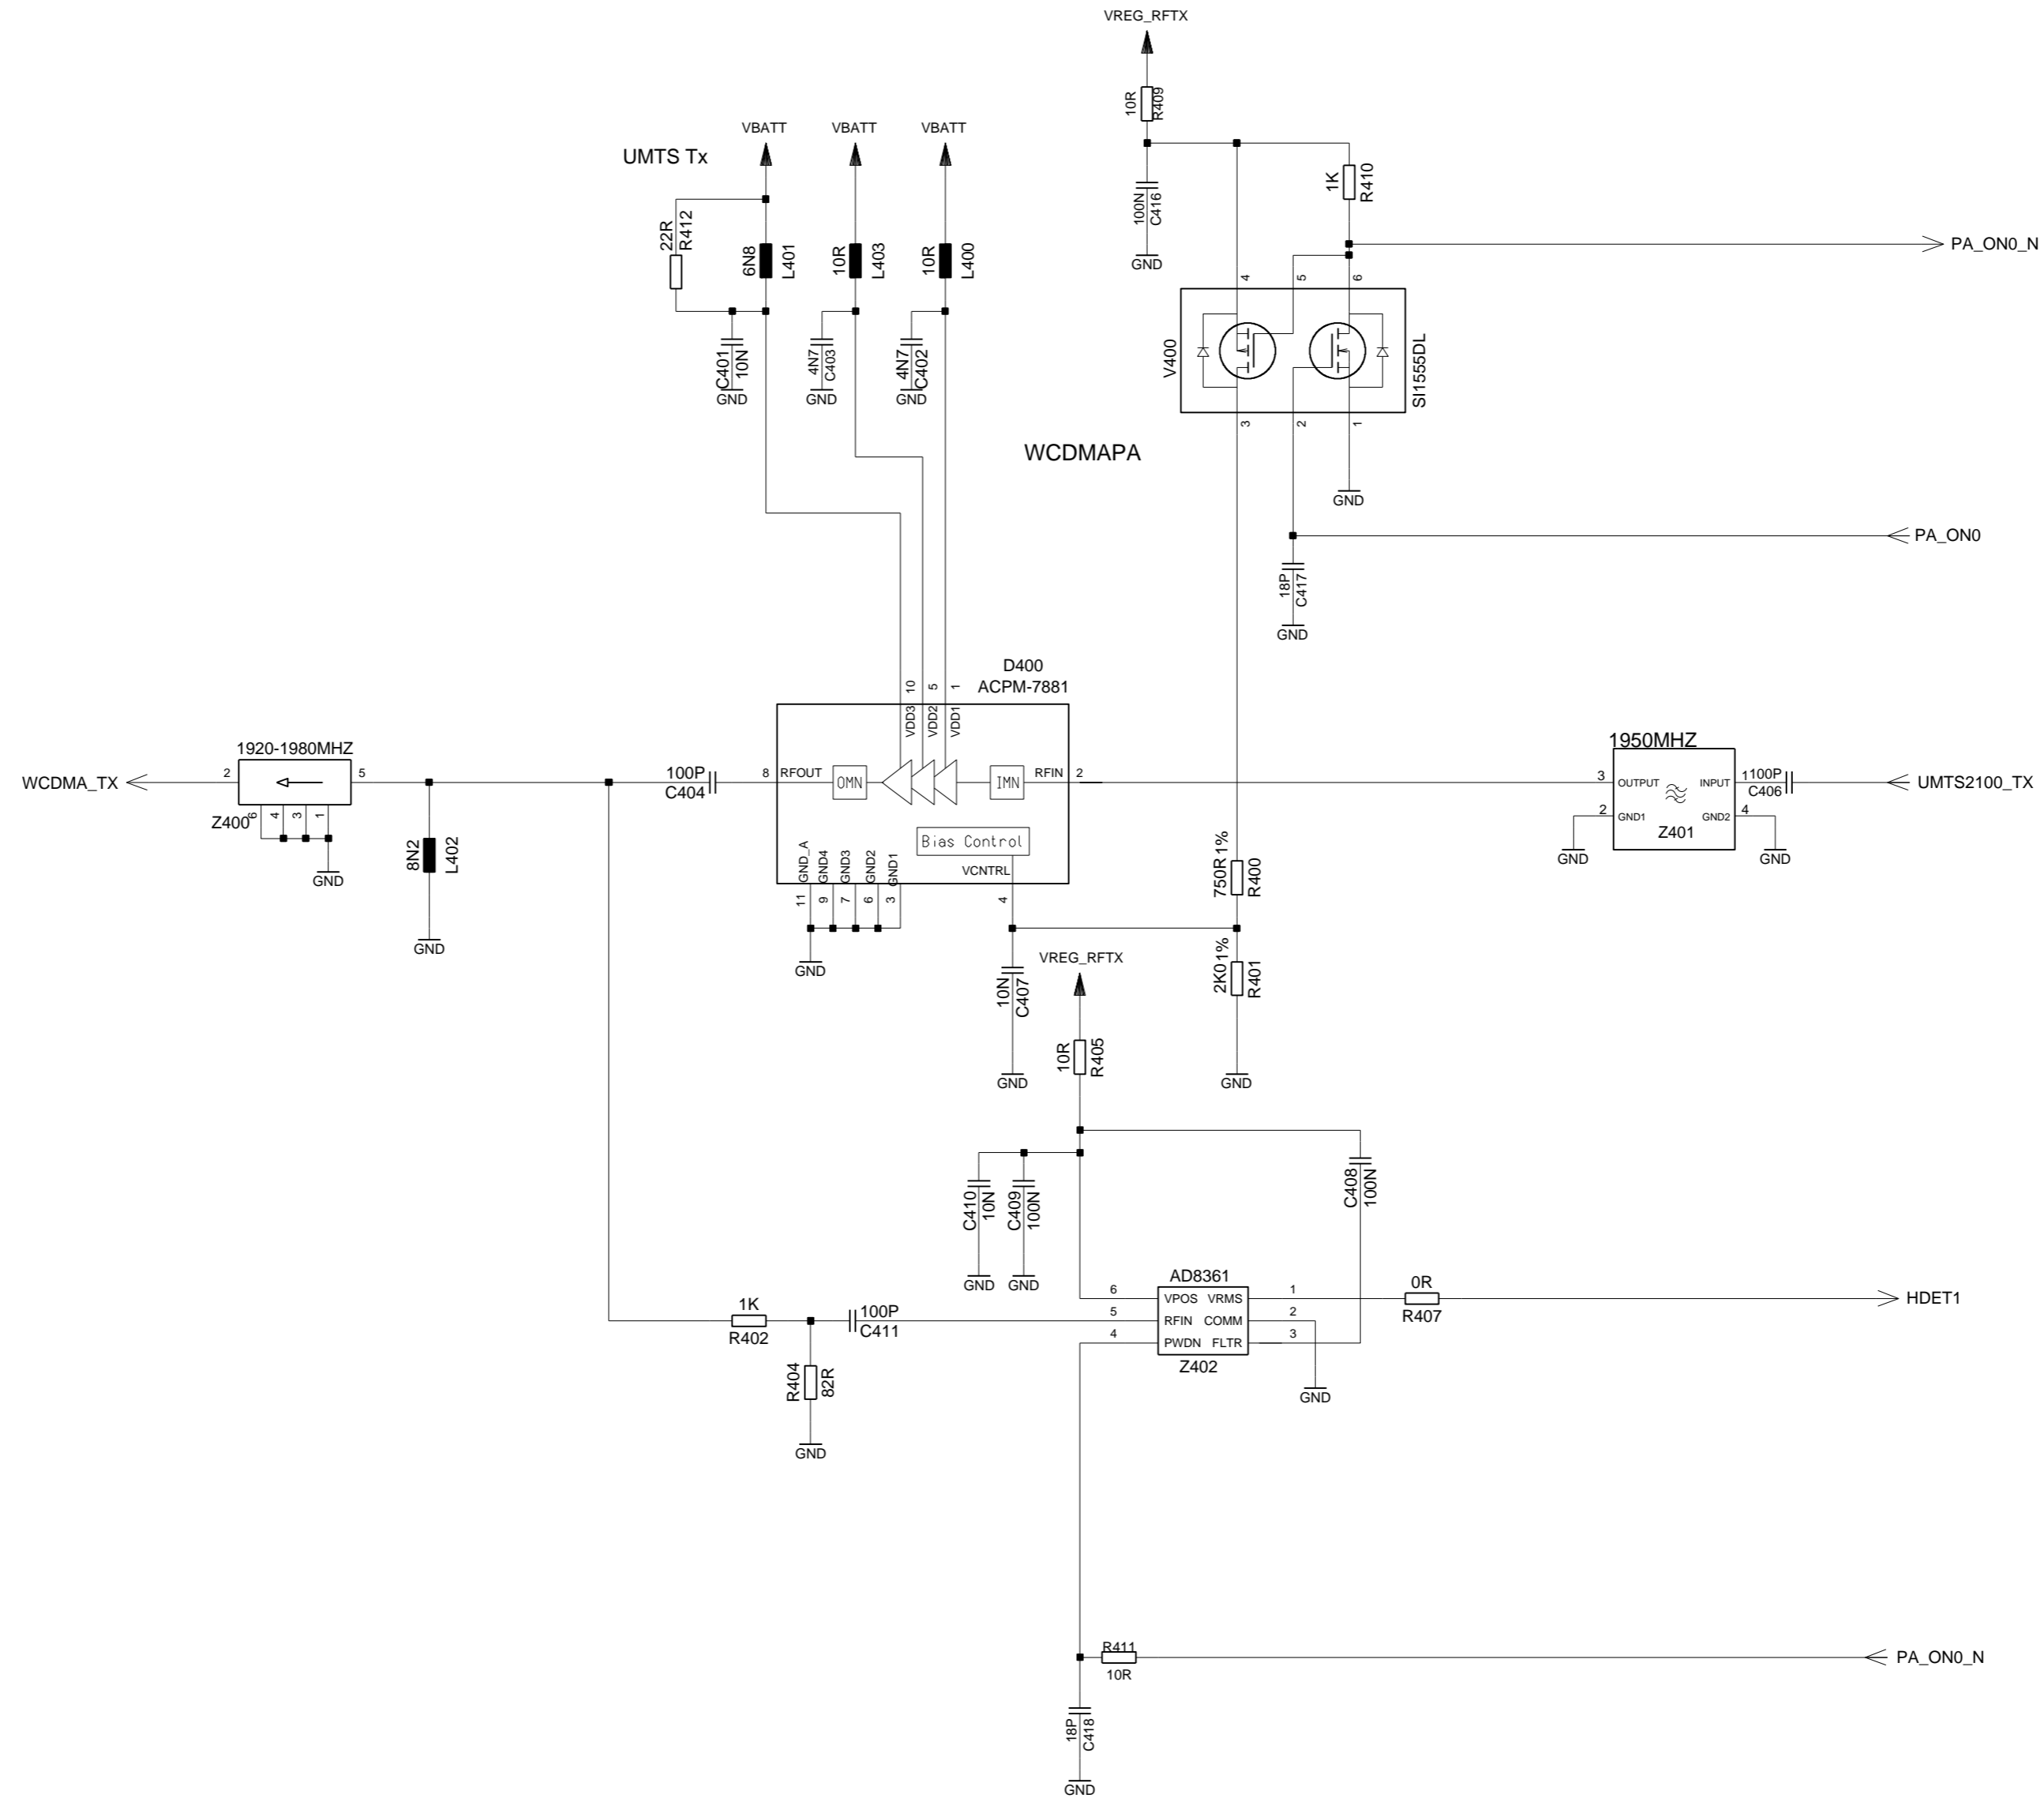 VREG_RFTX
10R
R409
VBATT
VBATT
VBATT
UMTS Tx
22R
R412
6N8
L401
10R
L403
10R
L400
100N
C416
GND
1K
R410
PA_ON0_N
4
5
6
V400
SI1555DL
3
2
1
C401
10N
GND
4N7
C403
GND
4N7
C402
GND
WCDMAPA
GND
PA_ON0
18P
C417
GND
D400
ACPM-7881
10
5
1
VDD3
VDD2
VDD1
1920-1980MHZ
WCDMA_TX
2
5
Z400
6
4
3
1
GND
8N2
L402
GND
100P
C404
8
RFOUT
OMN
IMN
RFIN
2
Bias Control
VCNTRL
GND_A
GND4
GND3
GND2
GND1
11
9
7
6
3
4
GND
1950MHZ
3
OUTPUT
INPUT
1
100P
C406
UMTS2100_TX
2
GND1
GND2
4
Z401
GND
GND
750R
1%
R400
2K0
1%
R401
GND
10N
C407
GND
VREG_RFTX
10R
R405
C410
10N
GND
C409
100N
GND
C408
100N
AD8361
6
VPOS
VRMS
1
5
RFIN
COMM
2
4
PWDN
FLTR
3
Z402
GND
0R
R407
HDET1
1K
R402
100P
C411
R404
82R
GND
R411
10R
PA_ON0_N
18P
C418
GND